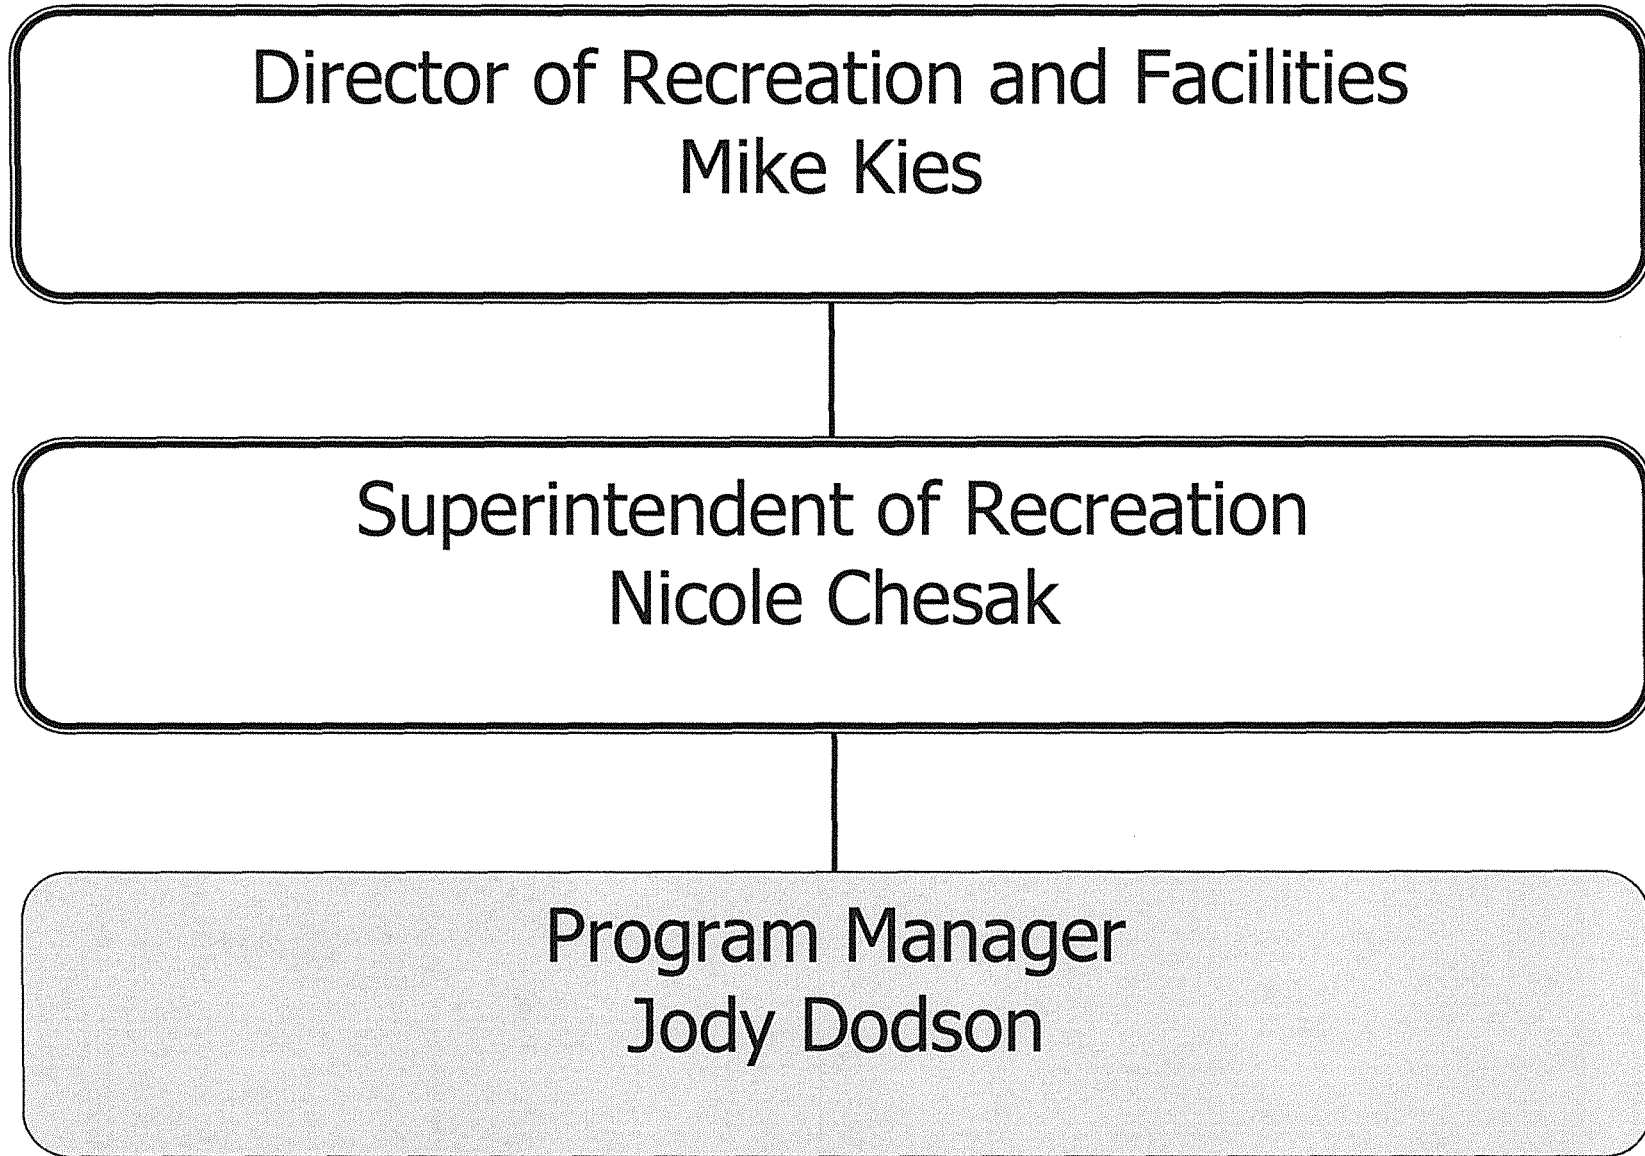 Director of Recreation and Facilities
Mike Kies
Superintendent of Recreation
Nicole Chesak
Program Manager
Jody Dodson